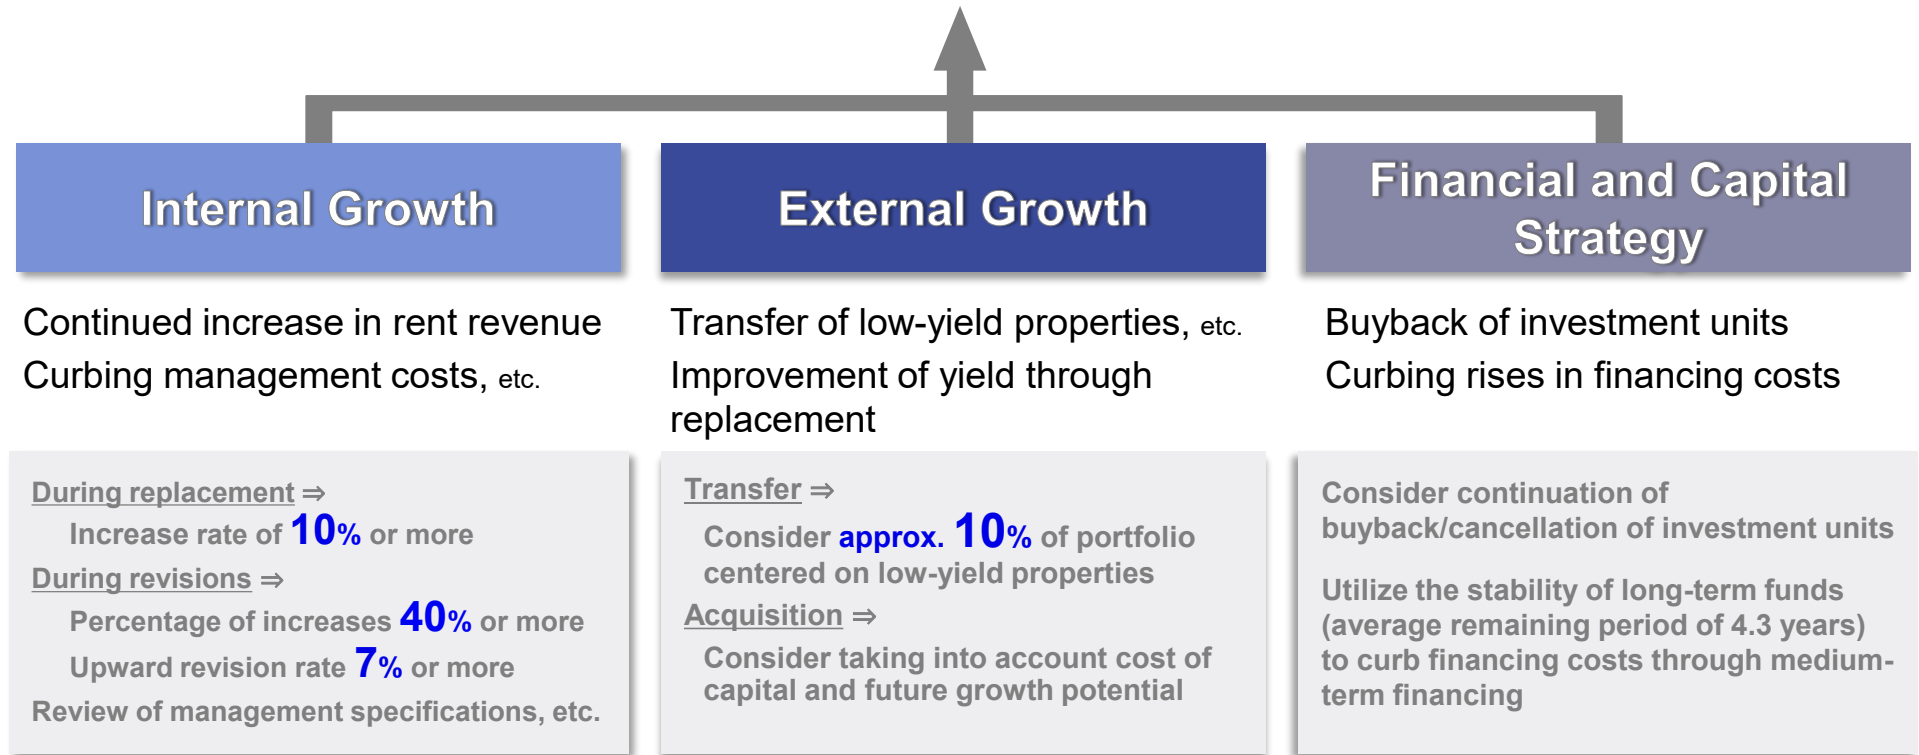 Internal Growth
Continued increase in rent revenue
Curbing management costs, etc.
During replacement ⇒
Increase rate of 10% or more
During revisions ⇒
Percentage of increases 40% or more
Upward revision rate 7% or more
Review of management specifications, etc.
External Growth
Transfer of low-yield properties, etc.
Improvement of yield through
replacement
Transfer ⇒
Consider approx. 10% of portfolio
centered on low-yield properties
Acquisition ⇒
Consider taking into account cost of
capital and future growth potential
Financial and Capital
Strategy
Buyback of investment units
Curbing rises in financing costs
Consider continuation of
buyback/cancellation of investment units
Utilize the stability of long-term funds
(average remaining period of 4.3 years)
to curb financing costs through medium-
term financing